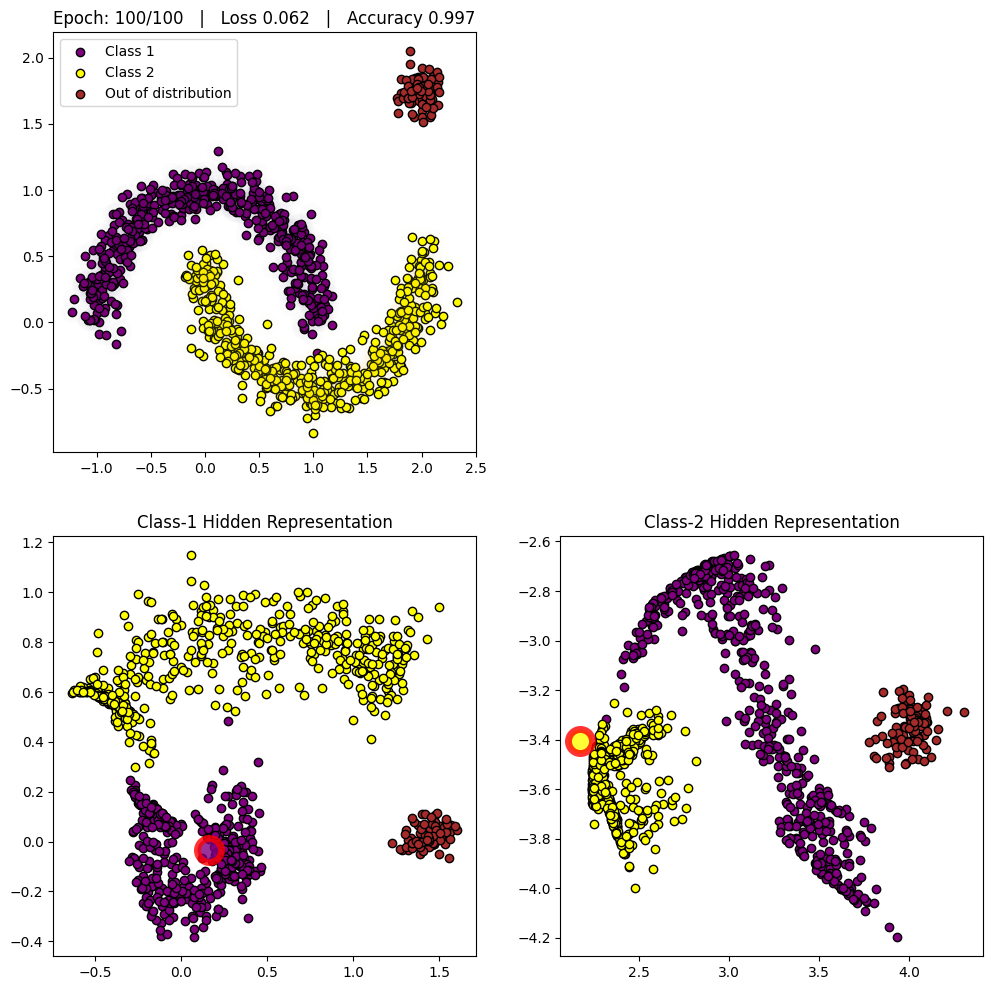 Epoch: 100/100   |   Loss 0.062   |   Accuracy 0.997
Class 1
Class 2
Out of distribution
2.0
1.5
1.0
0.5
0.0
−0.5
−1.0 −0.5 0.0 0.5 1.0 1.5 2.0 2.5
Class-1 Hidden Representation
1.2
1.0
0.8
0.6
0.4
0.2
0.0
−0.2
−0.4
−0.5 0.0 0.5 1.0 1.5
Class-2 Hidden Representation
−2.6
−2.8
−3.0
−3.2
−3.4
−3.6
−3.8
−4.0
−4.2
2.5 3.0 3.5 4.0